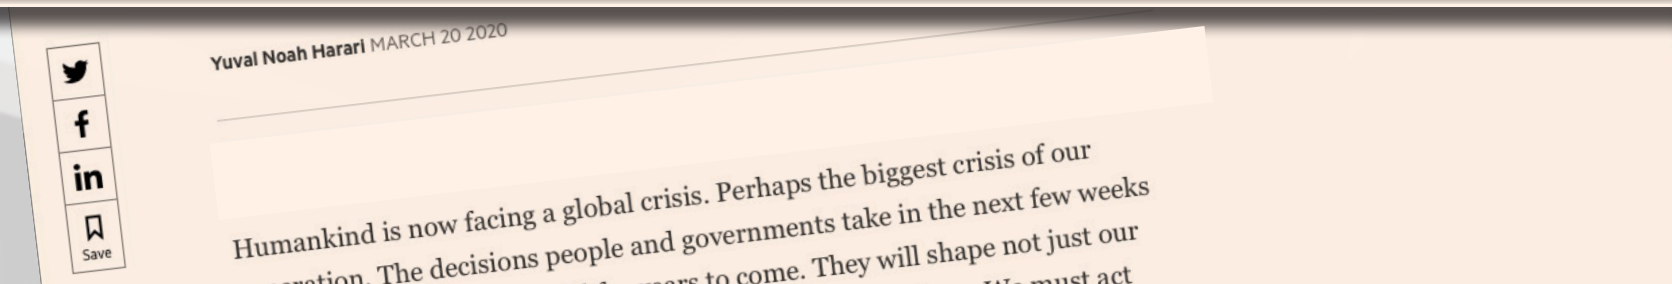 Yuval Noah Harari MARCH 20 2020
Save
Humankind is now facing a global crisis. Perhaps the biggest crisis of our
The decisions people and governments take in the next few weeks
to come. They will shape not just our
must act